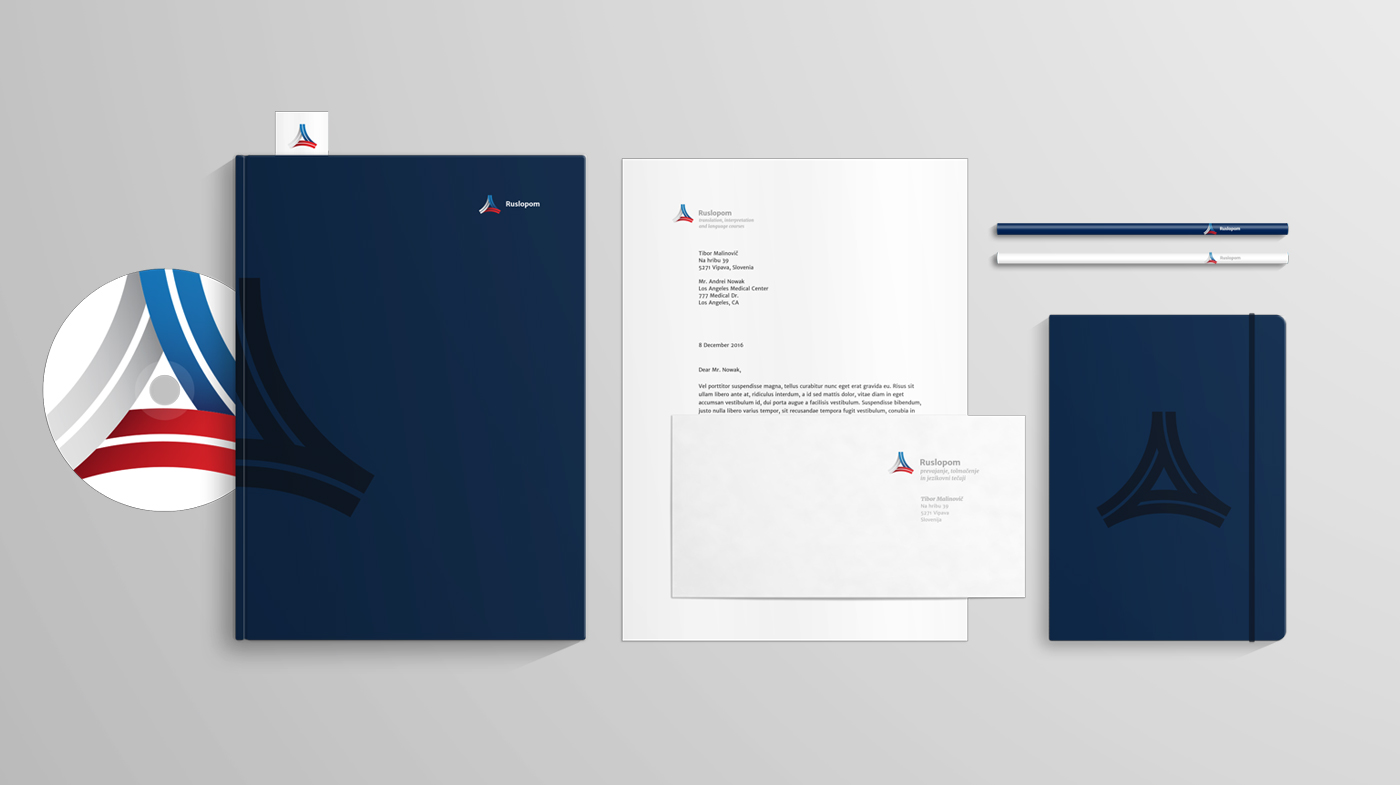 Ruslopom
Ruslopom
translation, interpretation
and language courses
Tibor Malinovič
Na hribu 39
5271 Vipava, Slovenia
Mr. Andrei Nowak
Los Angeles Medical Center
777 Medical Dr.
Los Angeles, CA
8 December 2016
Dear Mr. Nowak,
Vel porttitor suspendisse magna, tellus curabitur nunc eget erat gravida eu. Risus sit
ullam libero ante at, ridiculus interdum, a id sed mattis dolor, vitae diam in eget
accumsan vestibulum id, dui porta augue a facilisis vestibulum. Suspendisse bibendum,
justo nulla libero varius tempor, sit recusandae tempora fugit vestibulum, conubia in
Ruslopom
prevajanje, tolmačenje
in jezikovni tečaji
Tibor Malinovič
Na hribu 39
5271 Vipava
Slovenija
Ruslopom
Ruslopom